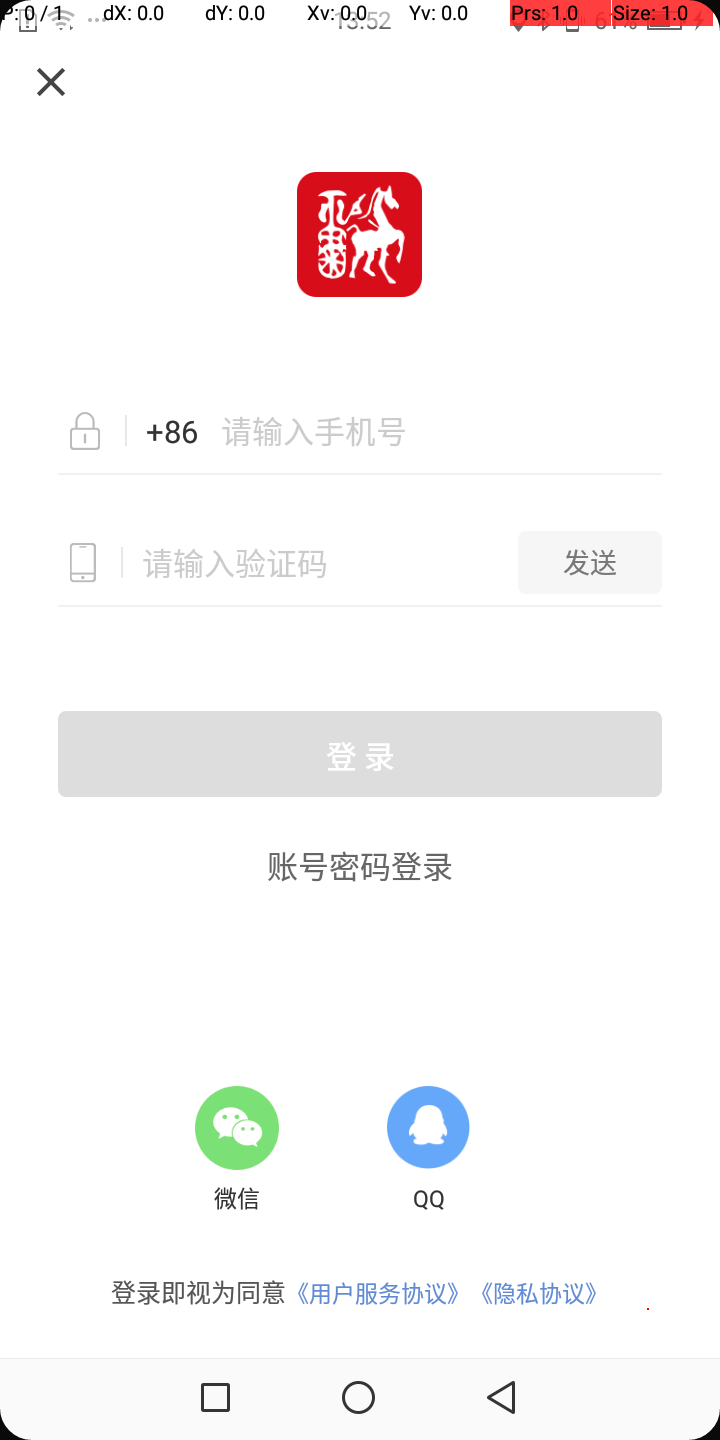 P: 0 / 1 dX: 0.0 dY: 0.0 Xv: 0.0 Yv: 0.0 Prs: 1.0 Size: 1.0
13:52
+86 请输入手机号
请输入验证码 发送
登录
账号密码登录
微信 QQ
登录即视为同意《用户服务协议》《隐私协议》